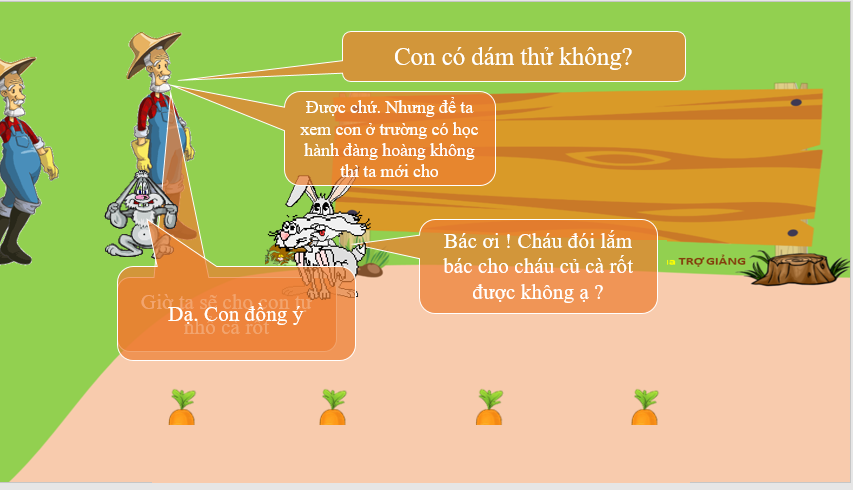 Con có dám thử không?
Được chứ. Nhưng để ta
xem con ở trường có học
hành đàng hoàng không
thì ta mới cho
Bác ơi ! Cháu đói lắm
bác cho cháu củ cà rốt
được không ạ ?
TRỢ GIẢNG
Giờ ta sẽ cho con tự
nhổ cà rốt
Dạ. Con đồng ý